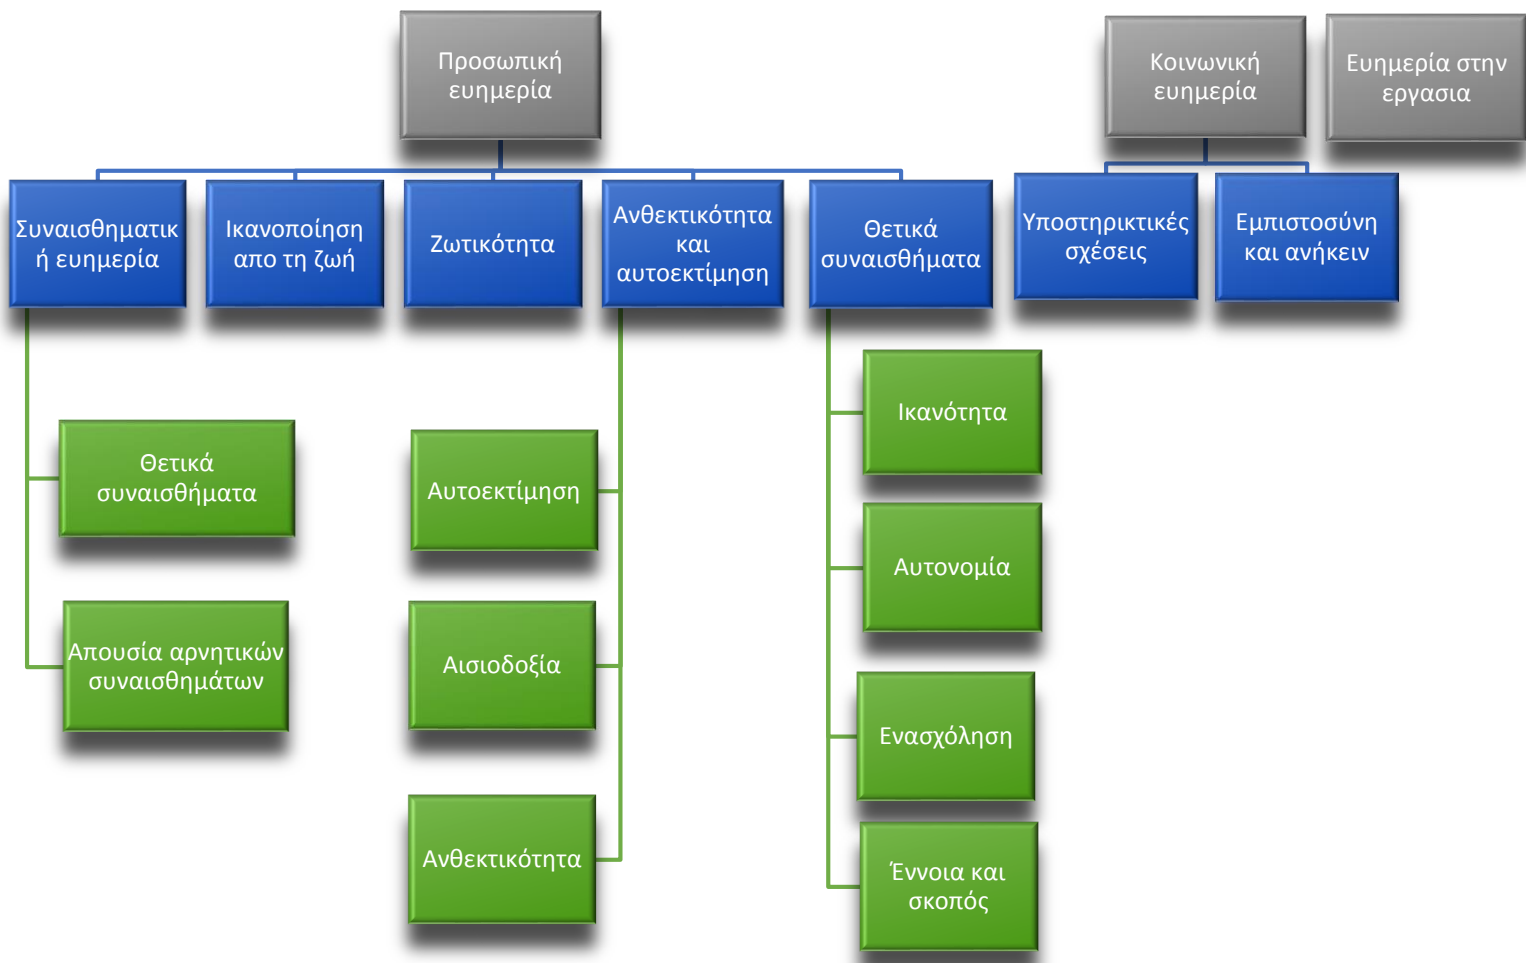 Προσωπική
ευημερία
Κοινωνική
ευημερία
Ευημερία στην
εργασια
Συναισθηματικ
ή ευημερία
Ικανοποίηση
απο τη ζωή
Ζωτικότητα
Ανθεκτικότητα
και
αυτοεκτίμηση
Θετικά
συναισθήματα
Υποστηρικτικές
σχέσεις
Εμπιστοσύνη
και ανήκειν
Θετικά
συναισθήματα
Απουσία αρνητικών
συναισθημάτων
Αυτοεκτίμηση
Αισιοδοξία
Ανθεκτικότητα
Ικανότητα
Αυτονομία
Ενασχόληση
Έννοια και
σκοπός